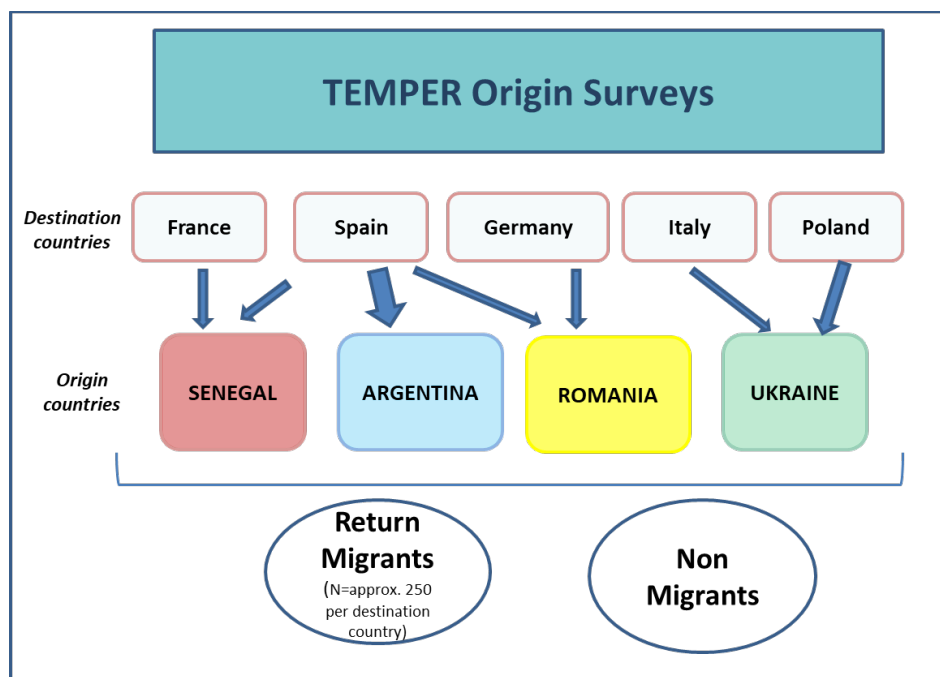 TEMPER Origin Surveys
Destination
countries
France
Spain
Germany
Italy
Poland
Origin
countries
SENEGAL
ARGENTINA
ROMANIA
UKRAINE
Return
Migrants
(N=approx. 250
per destination
country)
Non
Migrants